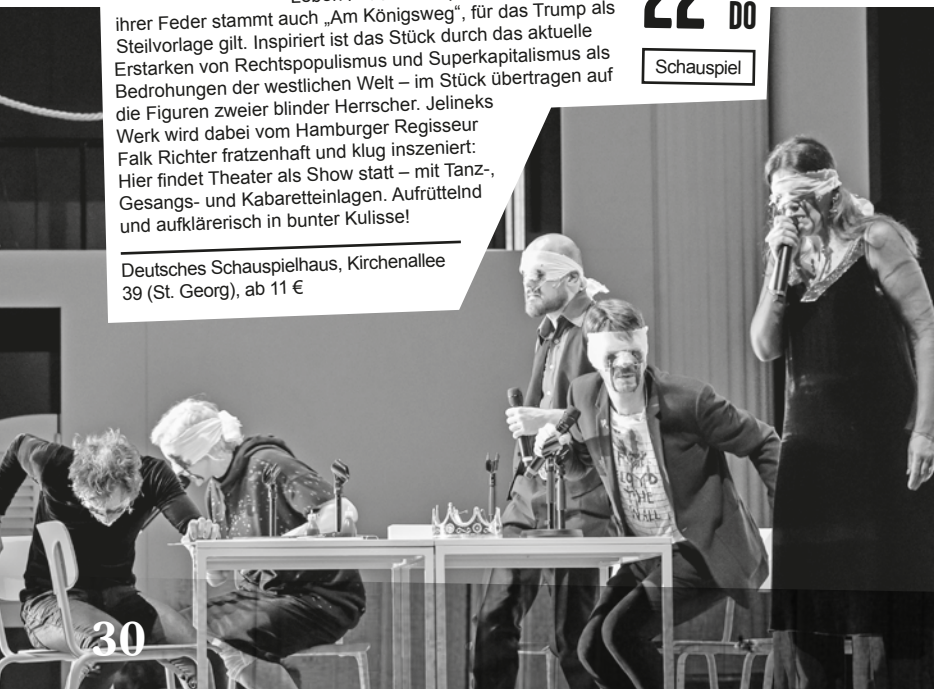 ihrer Feder stammt auch „Am Königsweg“, für das Trump als
Steilvorlage gilt. Inspiriert ist das Stück durch das aktuelle
Erstarken von Rechtspopulismus und Superkapitalismus als
Bedrohungen der westlichen Welt – im Stück übertragen auf
die Figuren zweier blinder Herrscher. Jelineks
Werk wird dabei vom Hamburger Regisseur
Falk Richter fratzenhaft und klug inszeniert:
Hier findet Theater als Show statt – mit Tanz-,
Gesangs- und Kabaretteinlagen. Aufrüttelnd
und aufklärerisch in bunter Kulisse!
Deutsches Schauspielhaus, Kirchenallee
39 (St. Georg), ab 11 €
22 DO
Schauspiel
THE
WALL
30